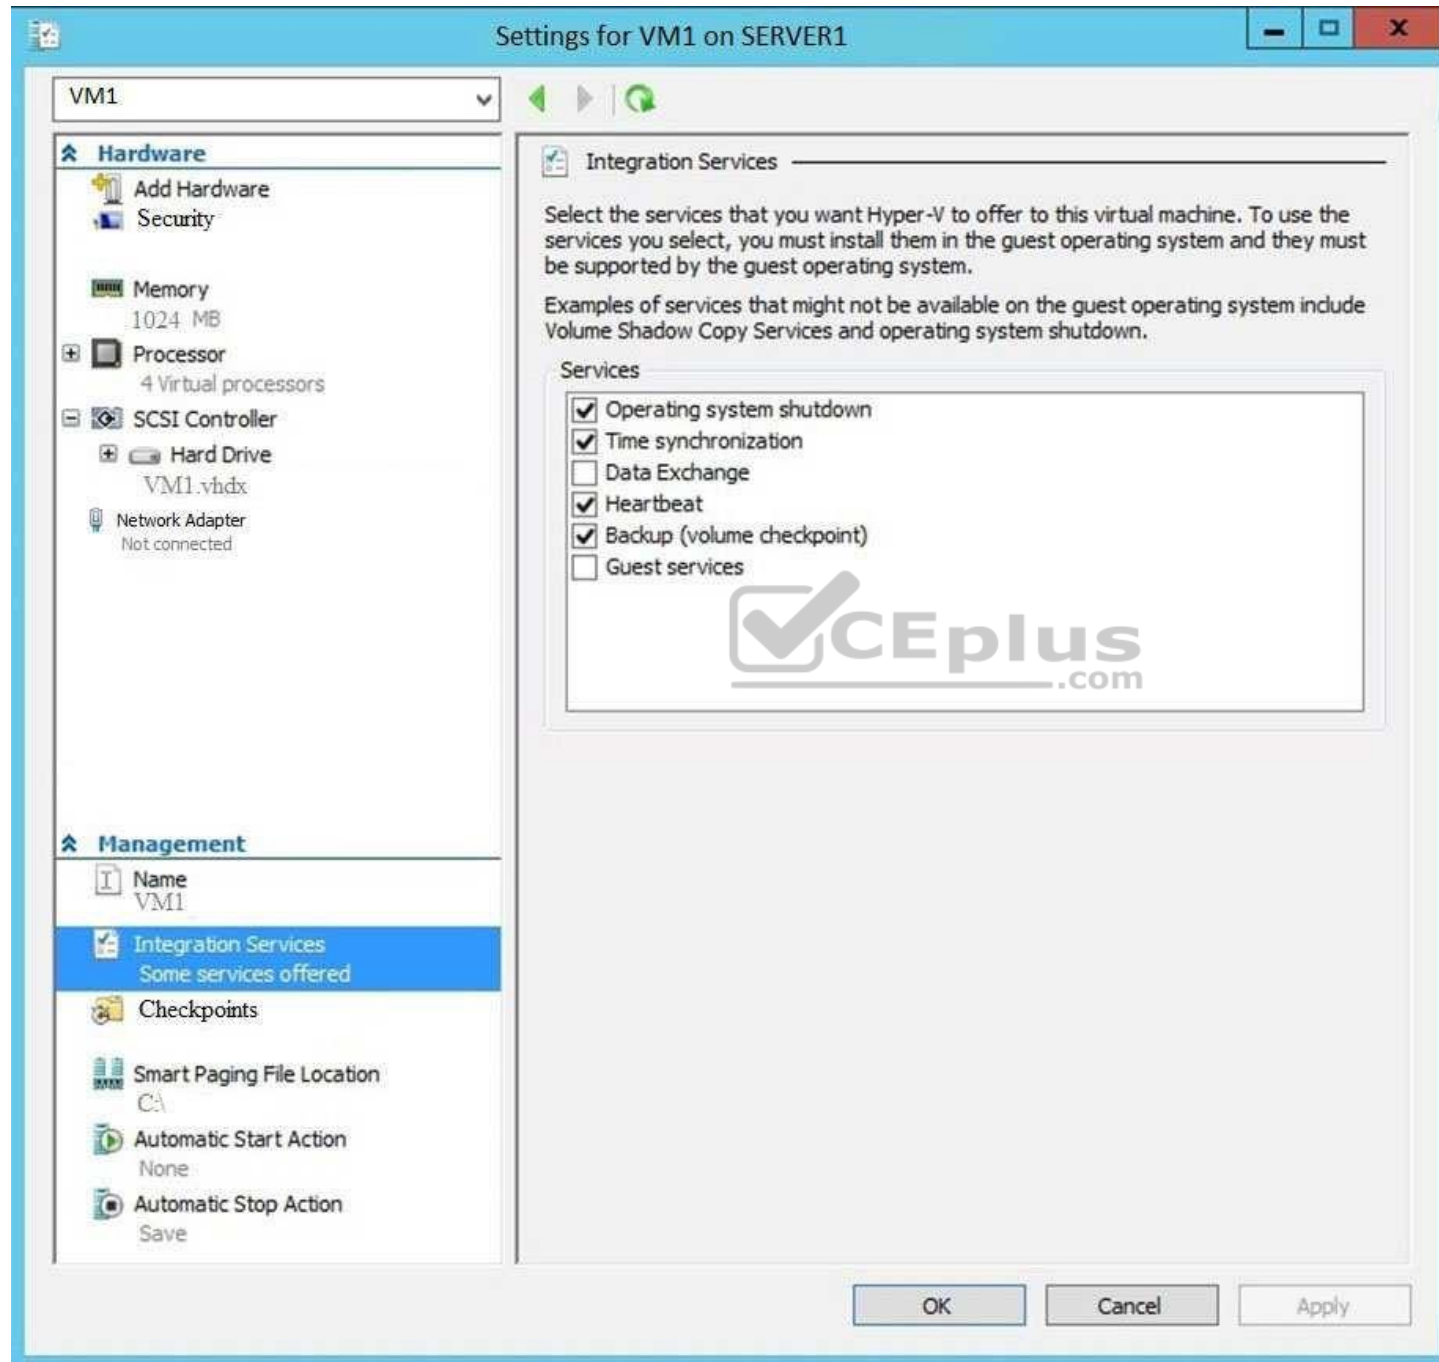 Settings for VM1 on SERVER1
X
VM1
Hardware
Add Hardware
Security
Memory
1024 MB
Processor
4 Virtual processors
SCSI Controller
Hard Drive
VM1.vhdx
Network Adapter
Not connected
Management
Name
VM1
Integration Services
Some services offered
Checkpoints
Smart Paging File Location
C:\
Automatic Start Action
None
Automatic Stop Action
Save
Integration Services
Select the services that you want Hyper-V to offer to this virtual machine. To use the
services you select, you must install them in the guest operating system and they must
be supported by the guest operating system.
Examples of services that might not be available on the guest operating system include
Volume Shadow Copy Services and operating system shutdown.
Services
Operating system shutdown
Time synchronization
Data Exchange
Heartbeat
Backup (volume checkpoint)
Guest services
CEplus
.com
OK
Cancel
Apply